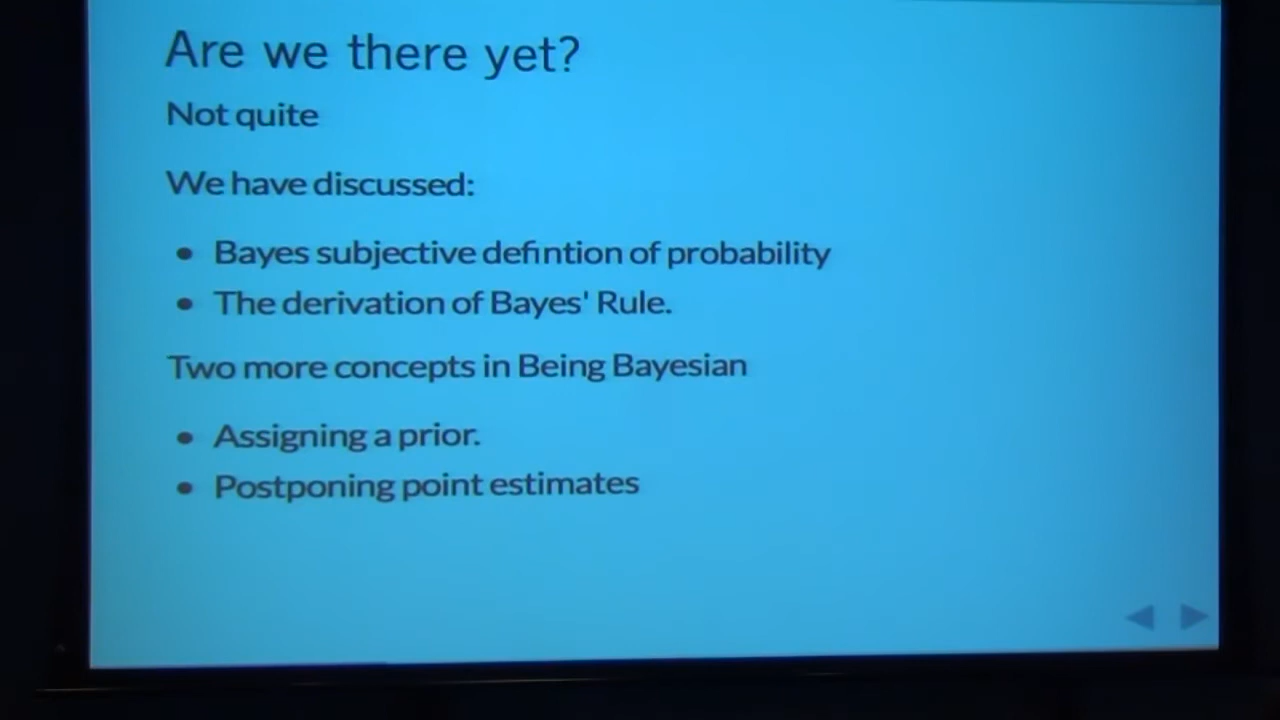 Are we there yet?
Not quite
We have discussed:
• Bayes subjective defintion of probability
• The derivation of Bayes' Rule.
Two more concepts in Being Bayesian
• Assigning a prior.
• Postponing point estimates